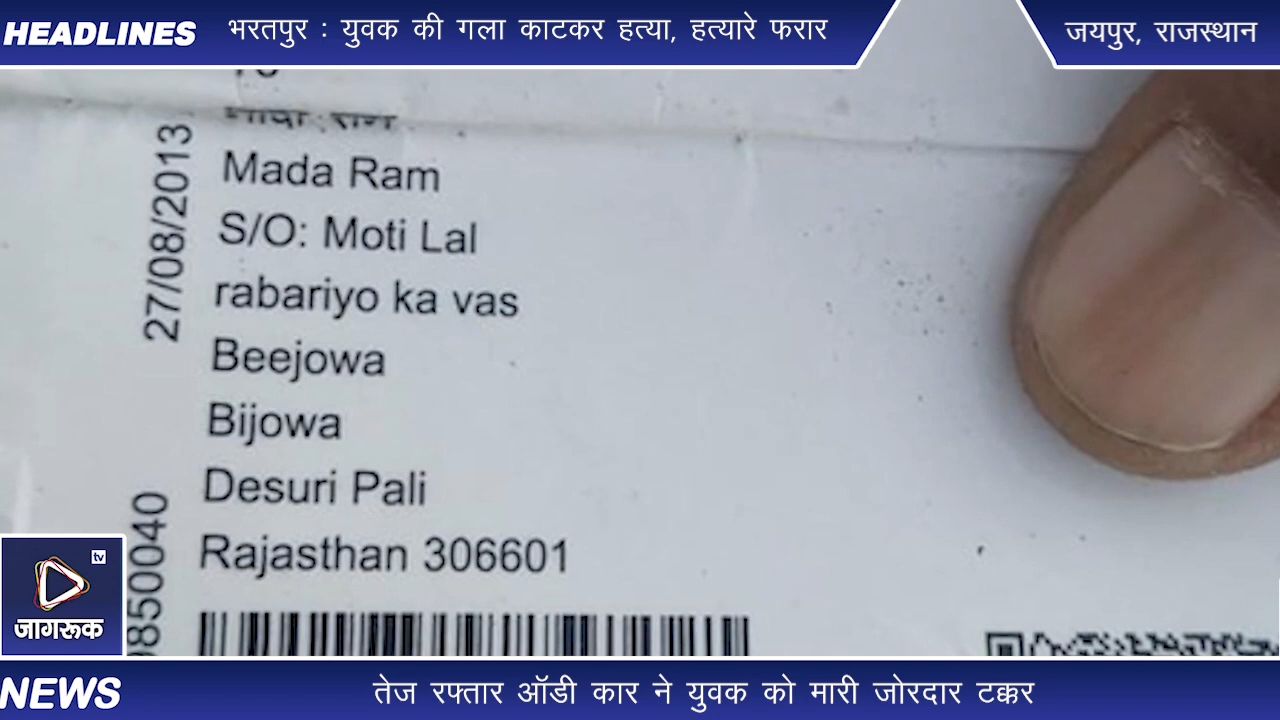 HEADLINES
भरतपुर : युवक की गला काटकर हत्या, हत्यारे फरार
जयपुर, राजस्थान
27/08/2013
Mada Ram
S/O: Moti Lal
rabariyo ka vas
Beejowa
Bijowa
Desuri Pali
Rajasthan 306601
tv
जागरूक
NEWS
तेज रफ्तार ऑडी कार ने युवक को मारी जोरदार टक्कर